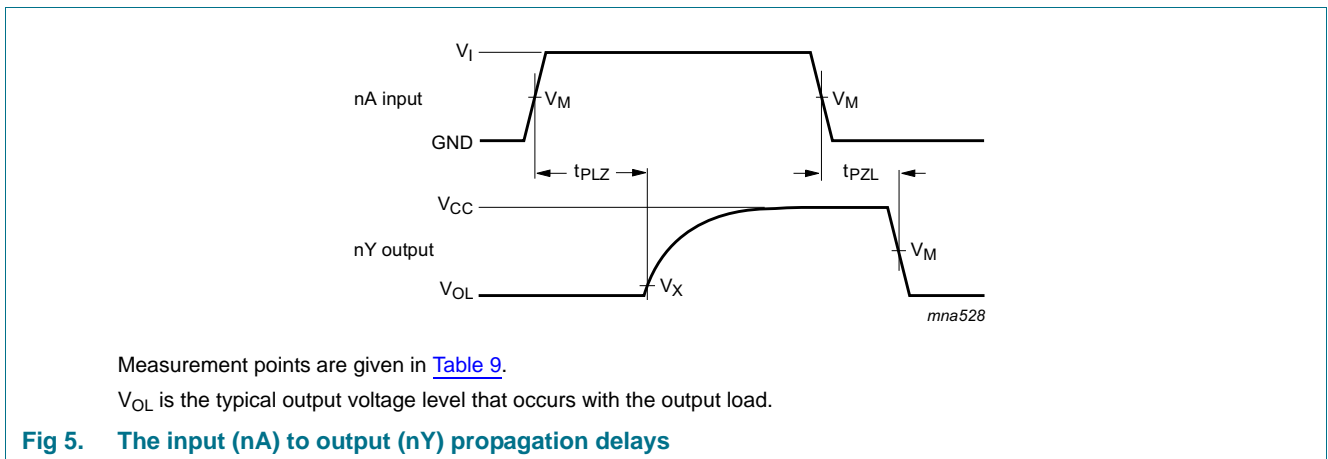 VI
nA input
VM
VM
GND
tPLZ
tPZL
VCC
nY output
VM
VOL
VX
mna528
Measurement points are given in Table 9.
VOL is the typical output voltage level that occurs with the output load.
Fig 5. The input (nA) to output (nY) propagation delays